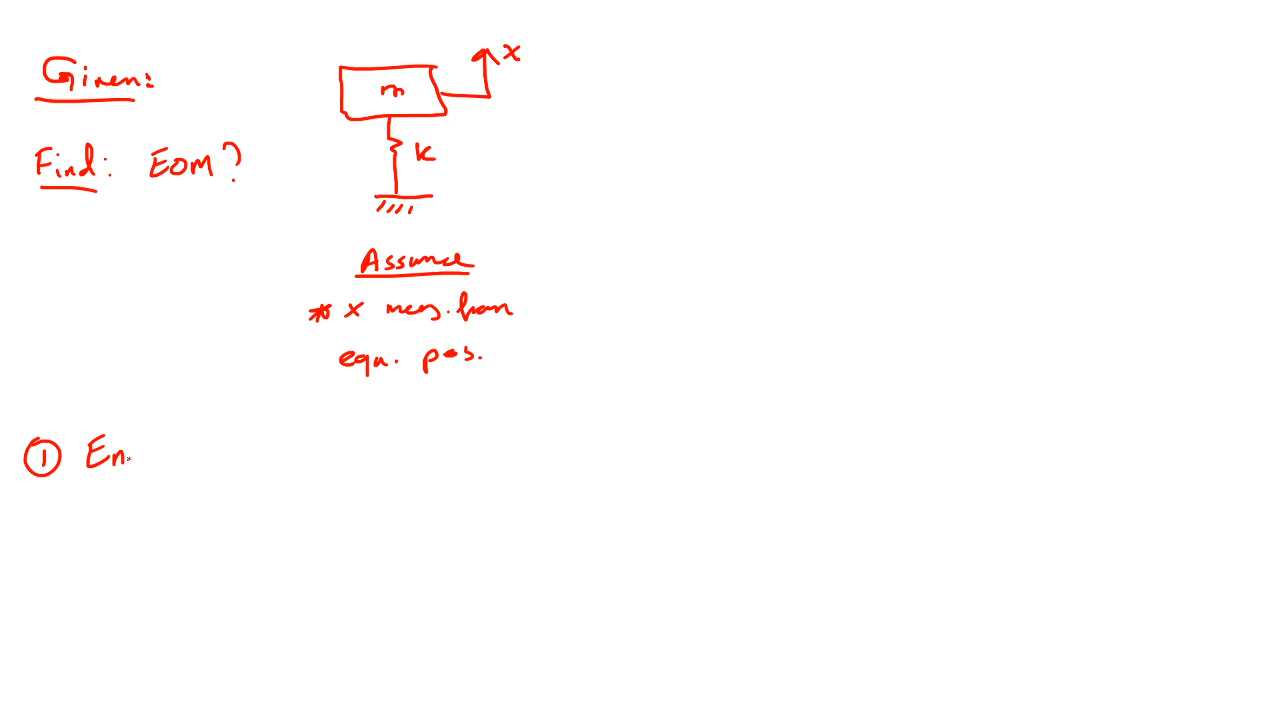 Given:
x
m
Find: EOM?
K
Assume
* x meas. from
equ. pos.
① En